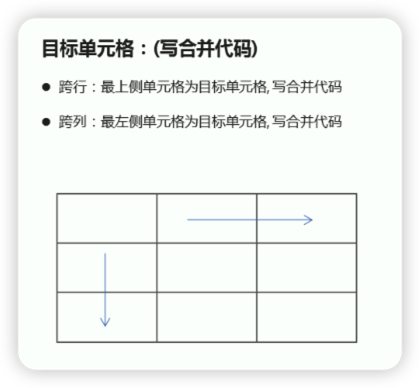 目标单元格：(写合并代码)
● 跨行：最上侧单元格为目标单元格, 写合并代码
● 跨列：最左侧单元格为目标单元格, 写合并代码